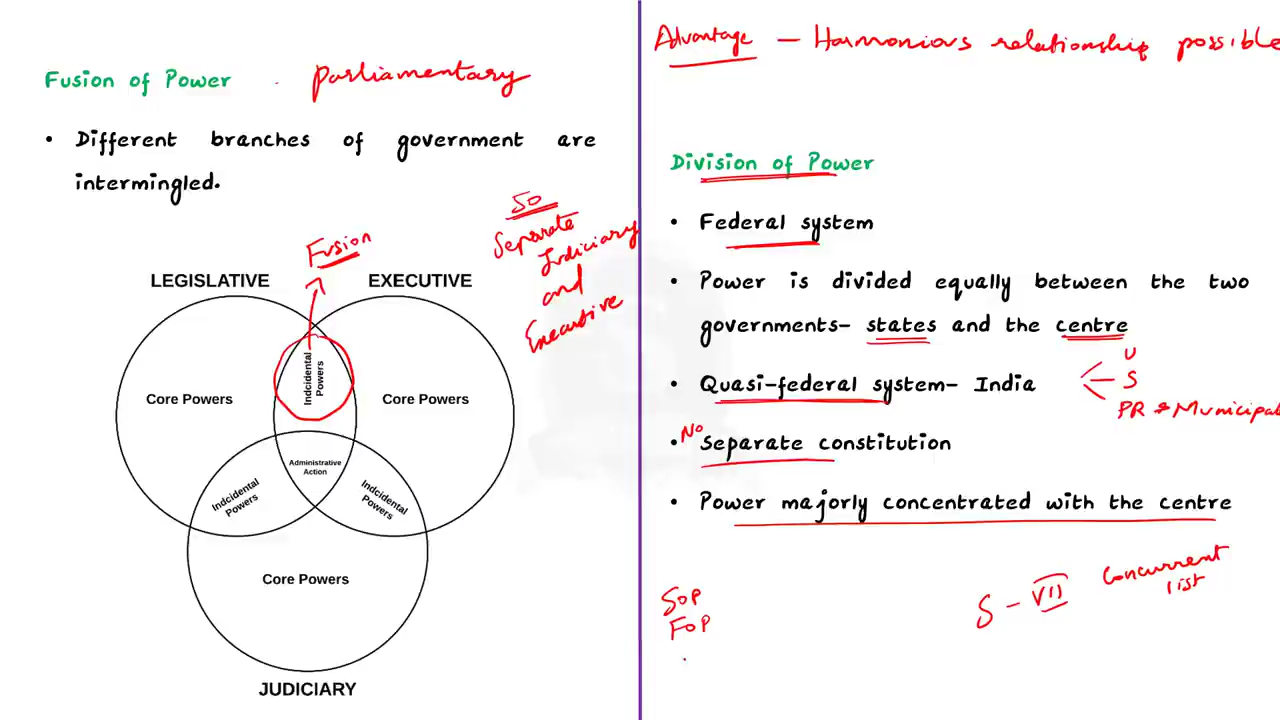 Fusion of Power - Parliamentary
• Different branches of government are
intermingled.
50
Separate
Judiciary
and
Executive
Fusion
LEGISLATIVE
EXECUTIVE
Core Powers
Indcidental
Powers
Core Powers
Administrative
Action
Indcidental
Powers
Indcidental
Powers
Core Powers
JUDICIARY
Advantage - Harmonious relationship possible
Division of Power
• Federal system
• Power is divided equally between the two
governments- states and the centre
• Quasi-federal system- India
U
S
PR & Municipal
• No Separate constitution
• Power majorly concentrated with the centre
SOP
FOP
S - VII
Concurrent
list